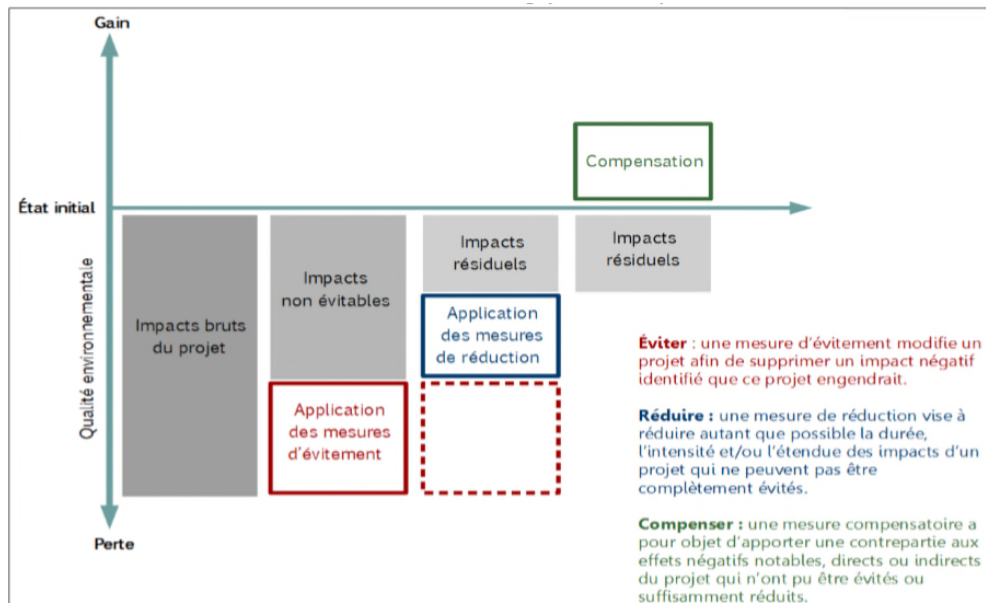 Gain
Compensation
État initial
Qualité environnementale
Impacts bruts
du projet
Impacts
non évitables
Impacts
résiduels
Impacts
résiduels
Application
des mesures
de réduction
Application
des mesures
d'évitement
Perte
Éviter : une mesure d'évitement modifie un
projet afin de supprimer un impact négatif
identifié que ce projet engendrait.
Réduire : une mesure de réduction vise à
réduire autant que possible la durée,
l'intensité et/ou l'étendue des impacts d'un
projet qui ne peuvent pas être
complètement évités.
Compenser : une mesure compensatoire a
pour objet d'apporter une contrepartie aux
effets négatifs notables, directs ou indirects
du projet qui n'ont pu être évités ou
suffisamment réduits.